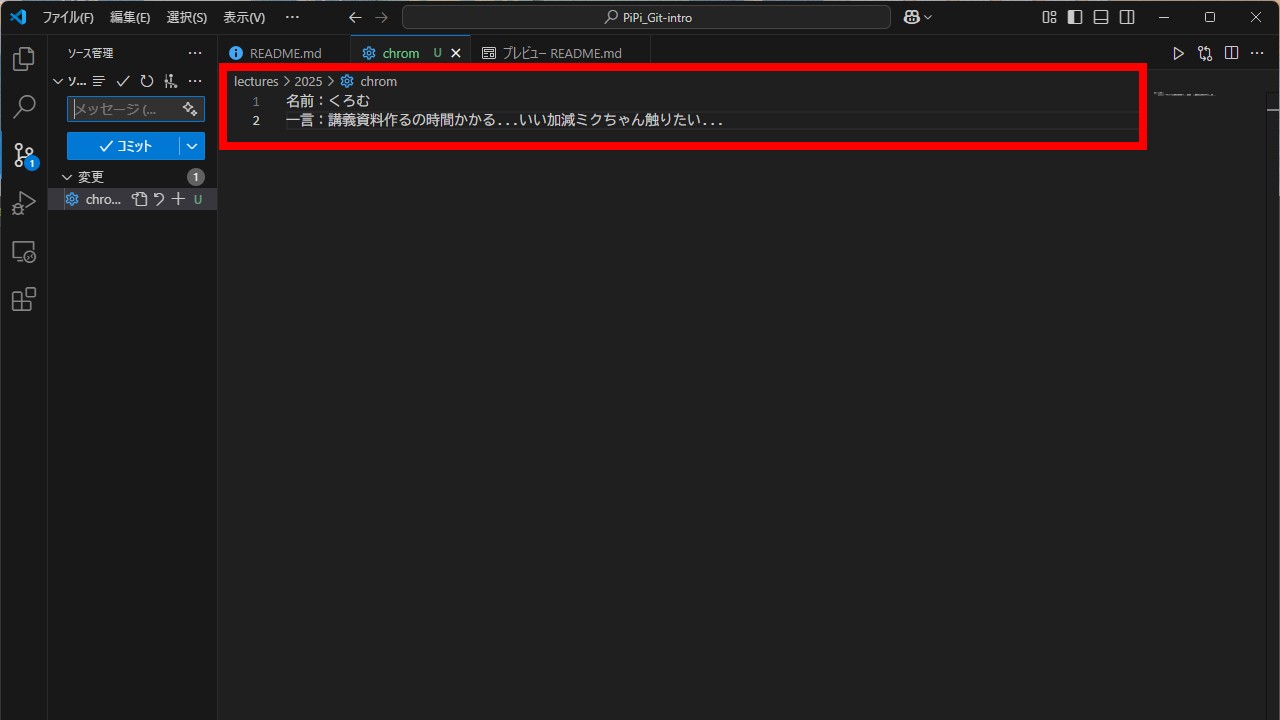 ファイル(F) 編集(E) 選択(S) 表示(V) ... PiPi_Git-intro
ソース管理 ...
README.md chrom U プレビュー README.md
ソ... ...
lectures 2025 chrom
メッセージ (...
1 名前：くろむ
2 一言：講義資料作るの時間かかる...いい加減ミクちゃん触りたい...
コミット
1
変更 1
chro... U